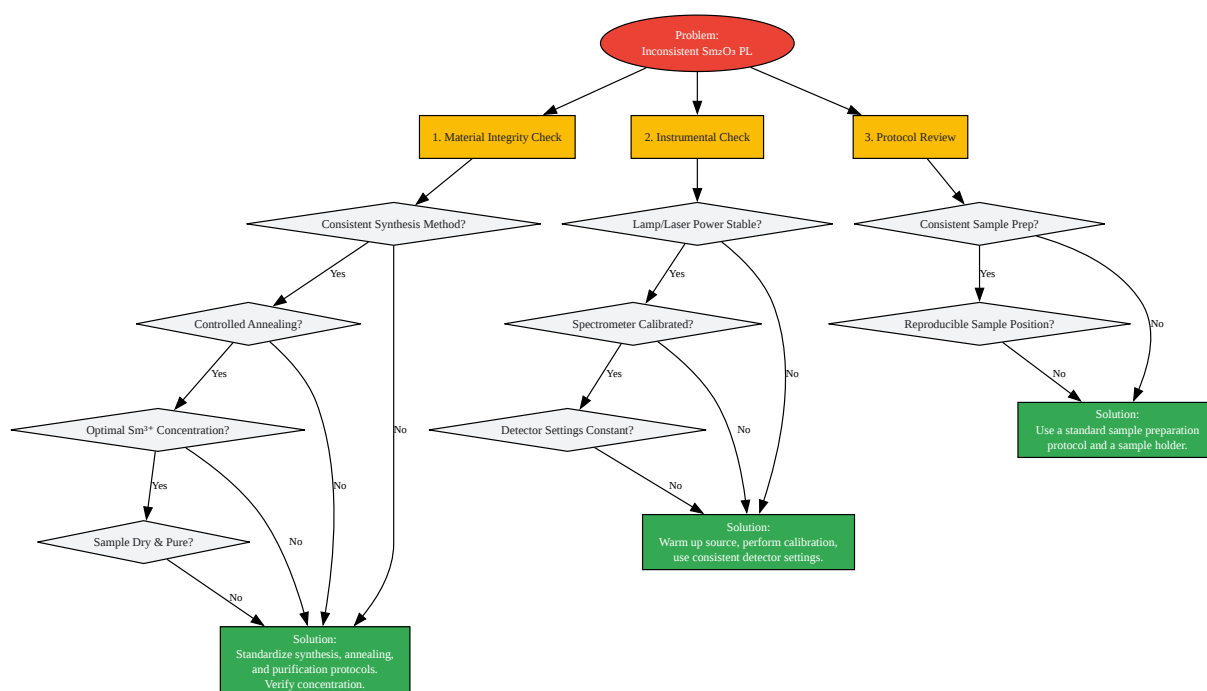 Problem:
Inconsistent Sm₂O₃ PL
1. Material Integrity Check
2. Instrumental Check
3. Protocol Review
Consistent Synthesis Method?
Lamp/Laser Power Stable?
Consistent Sample Prep?
Yes
Yes
Yes
Controlled Annealing?
Spectrometer Calibrated?
Reproducible Sample Position?
No
Yes
Yes
No
No
Optimal Sm³⁺ Concentration?
Detector Settings Constant?
Solution:
Use a standard sample preparation
protocol and a sample holder.
No
No
Yes
No
No
Sample Dry & Pure?
No
Solution:
Warm up source, perform calibration,
use consistent detector settings.
No
Solution:
Standardize synthesis, annealing,
and purification protocols.
Verify concentration.